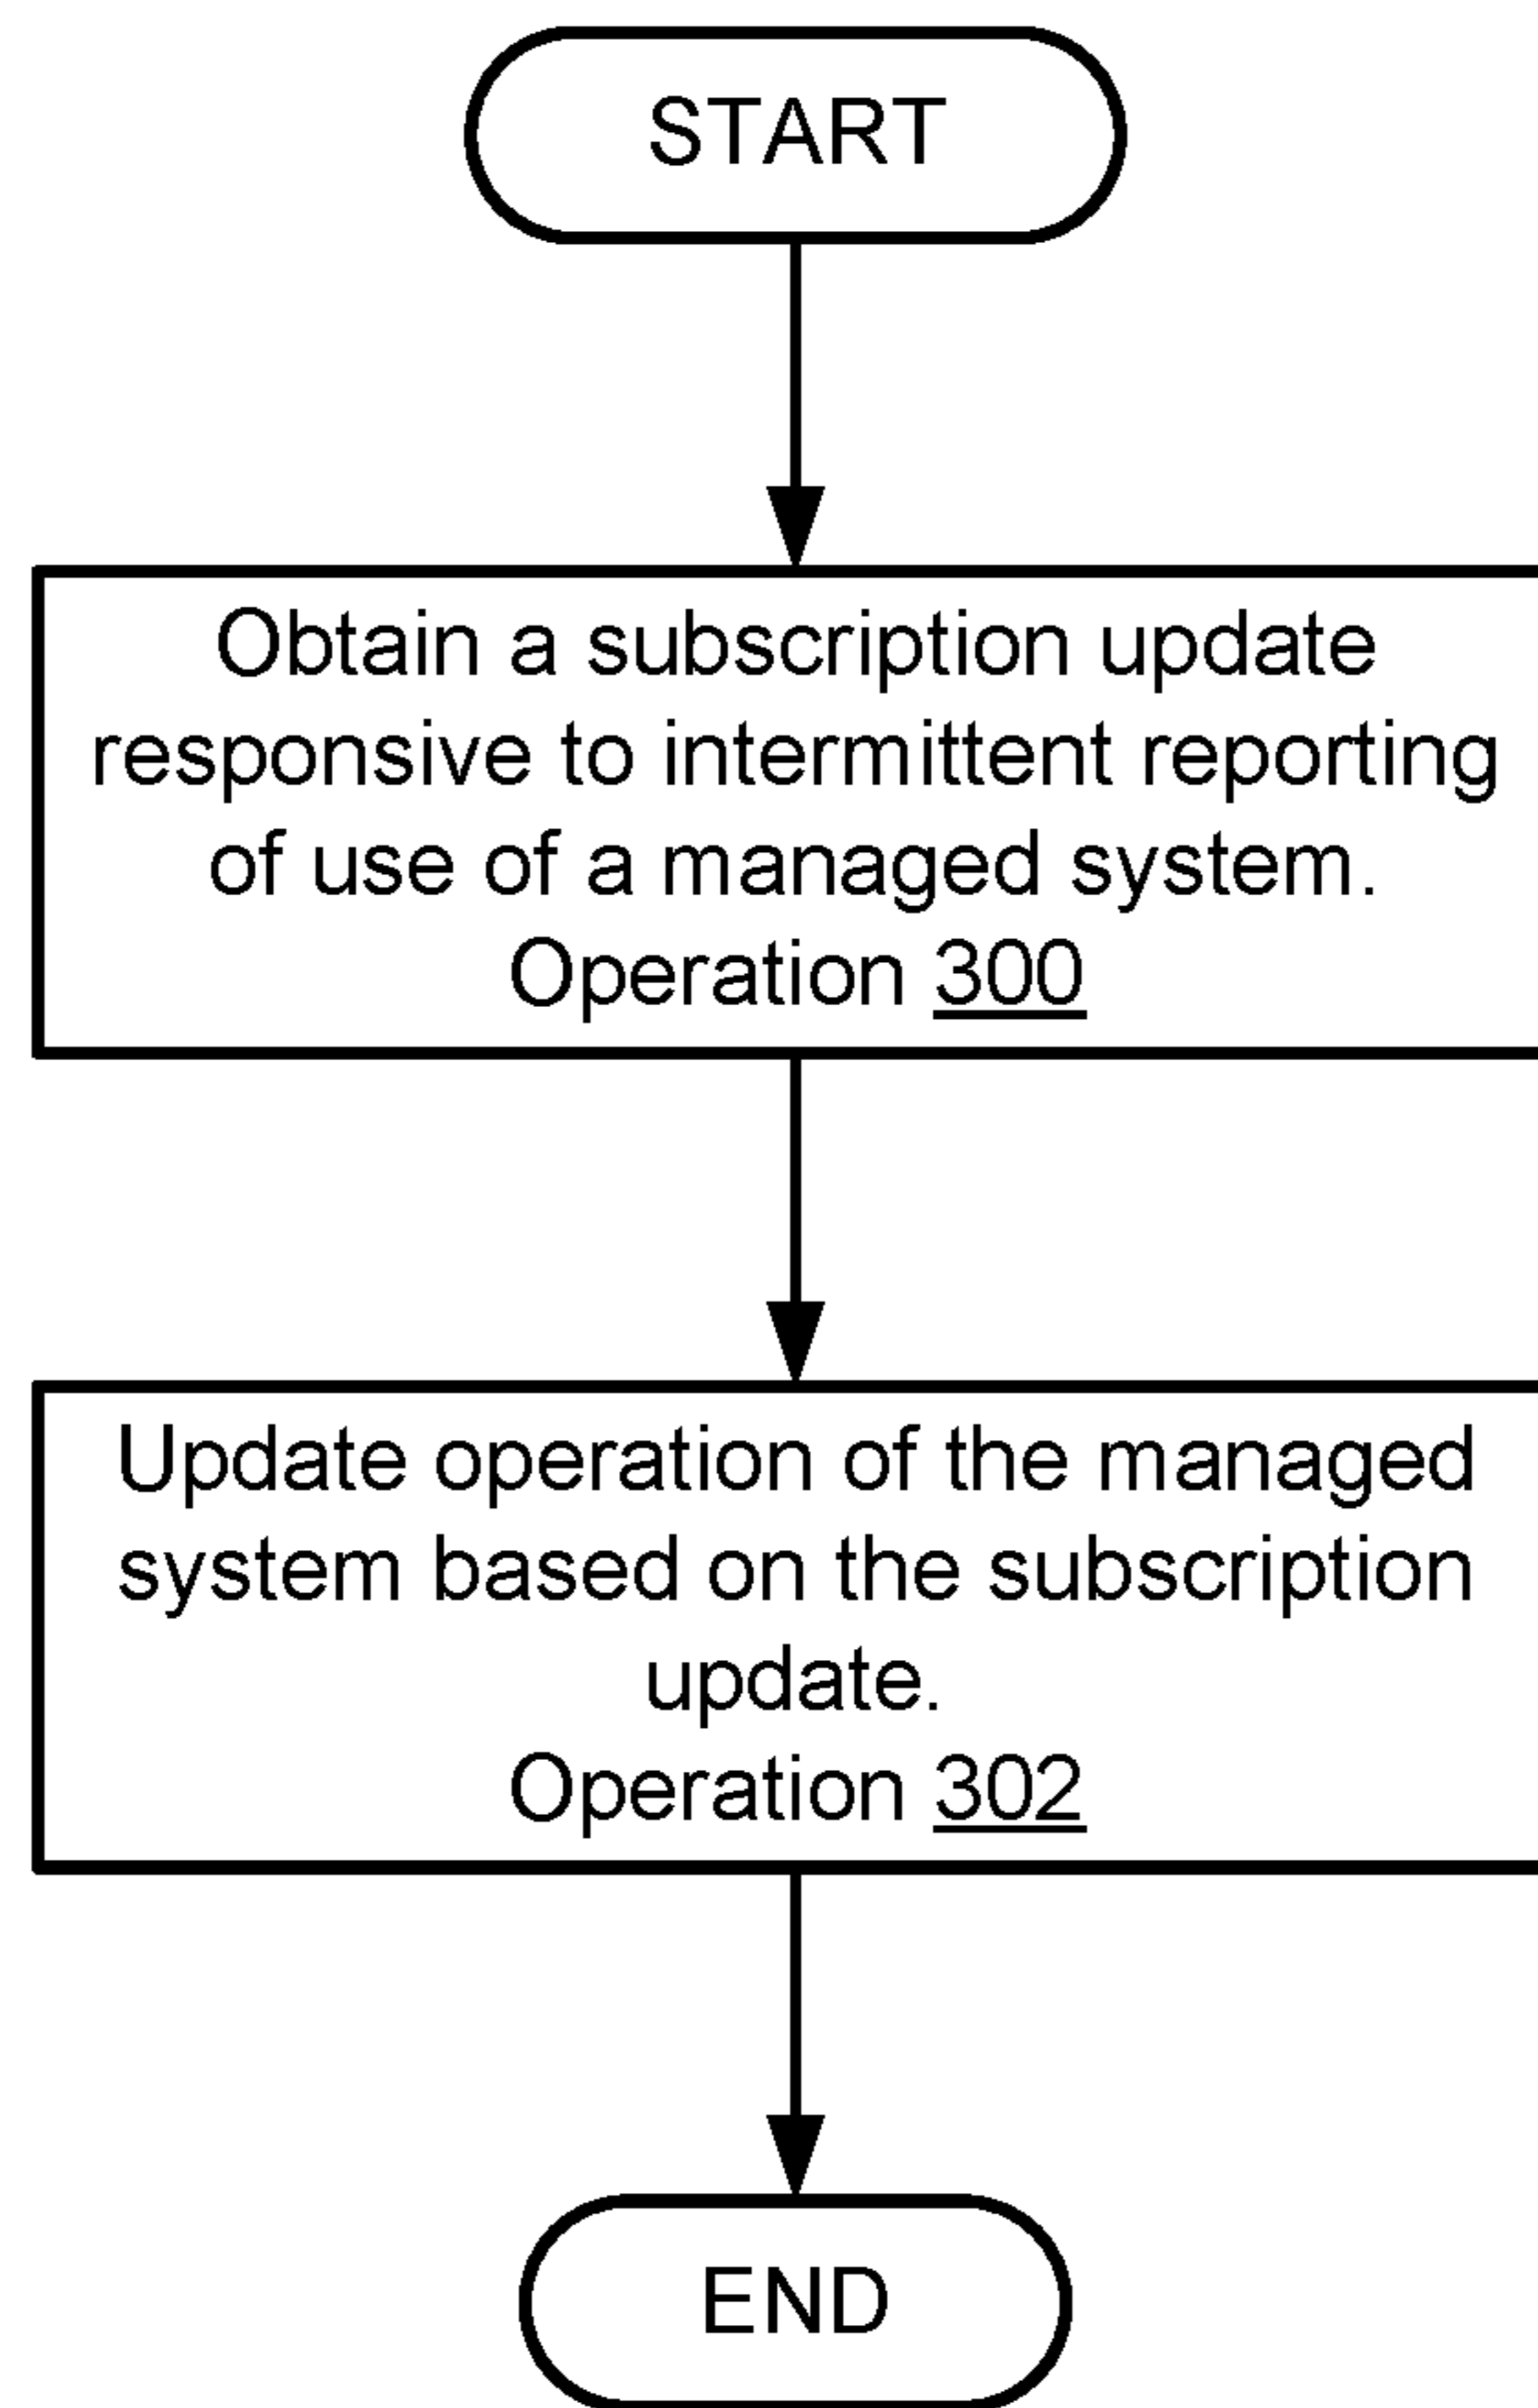 START
Obtain a subscription update
responsive to intermittent reporting
of use of a managed system.
Operation 300
Update operation of the managed
system based on the subscription
update.
Operation 302
END